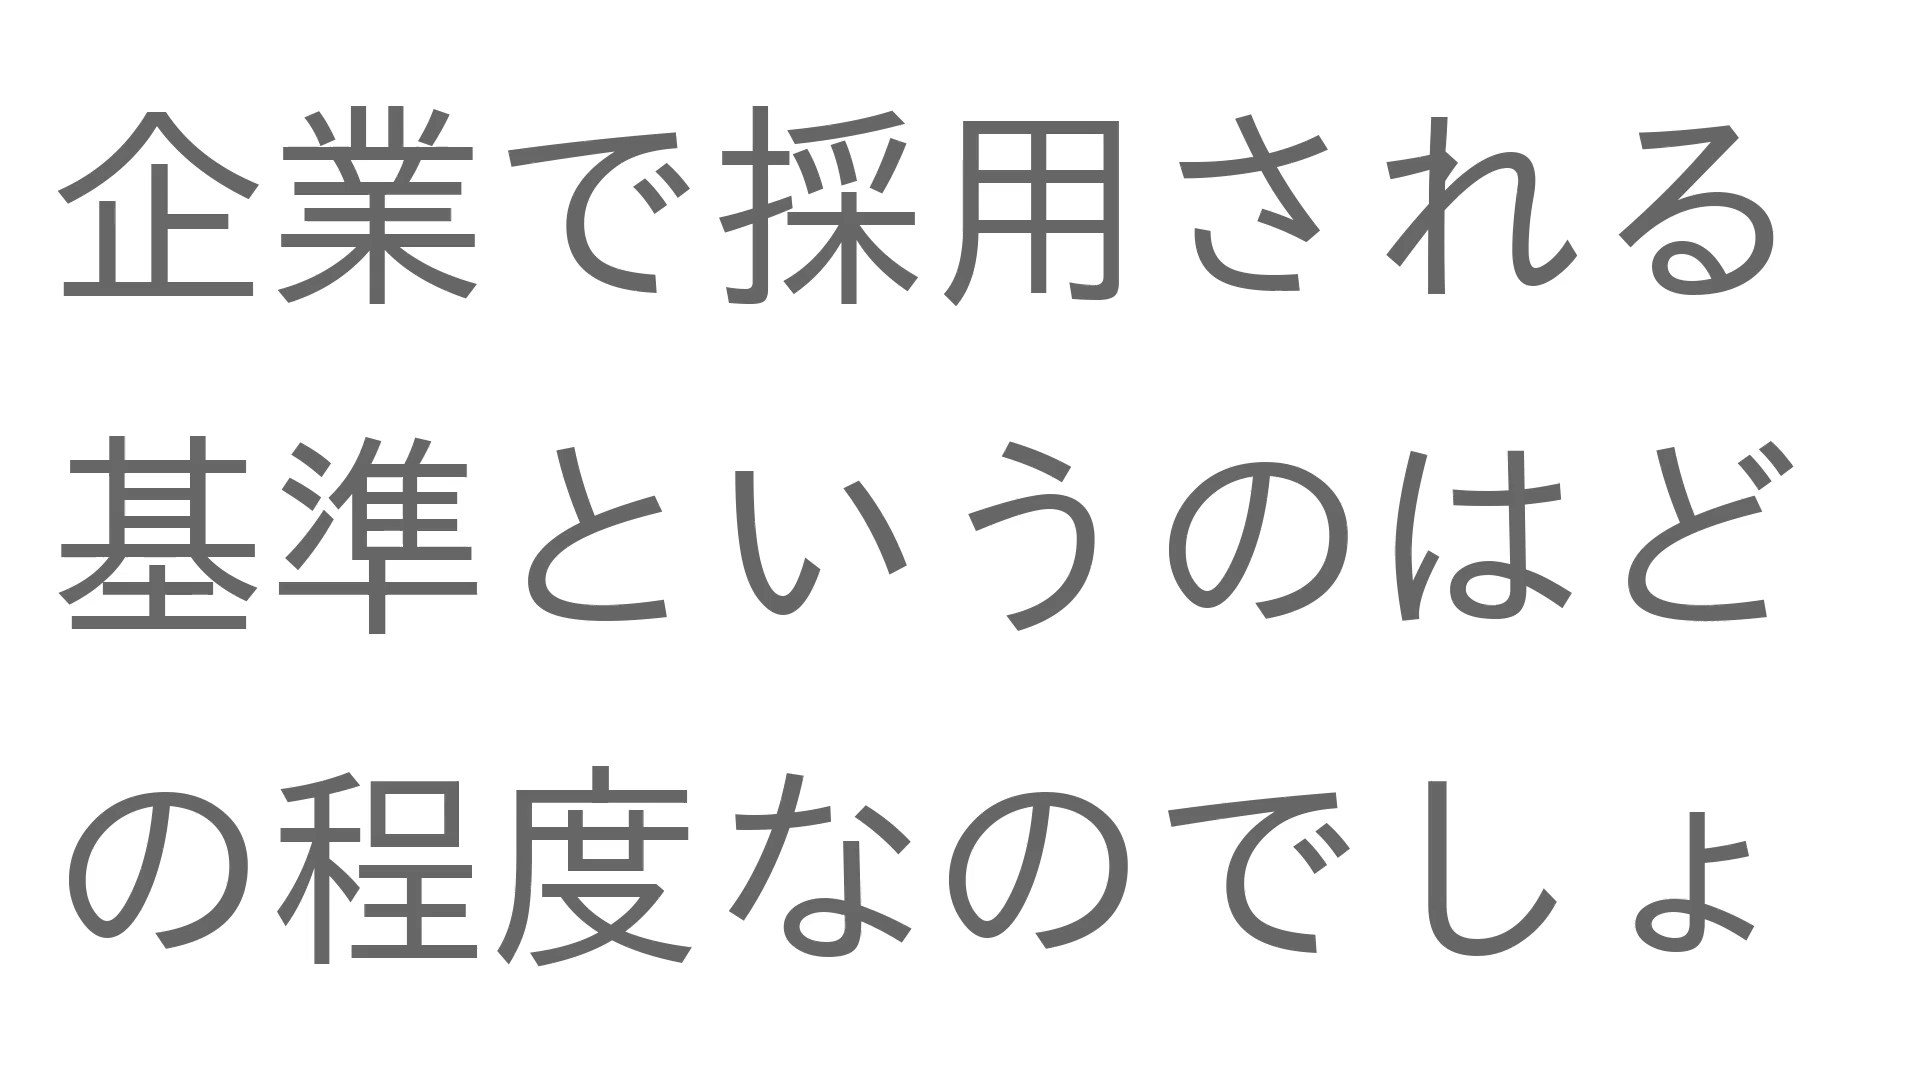 企業で採用される
基準というのはど
の程度なのでしょ